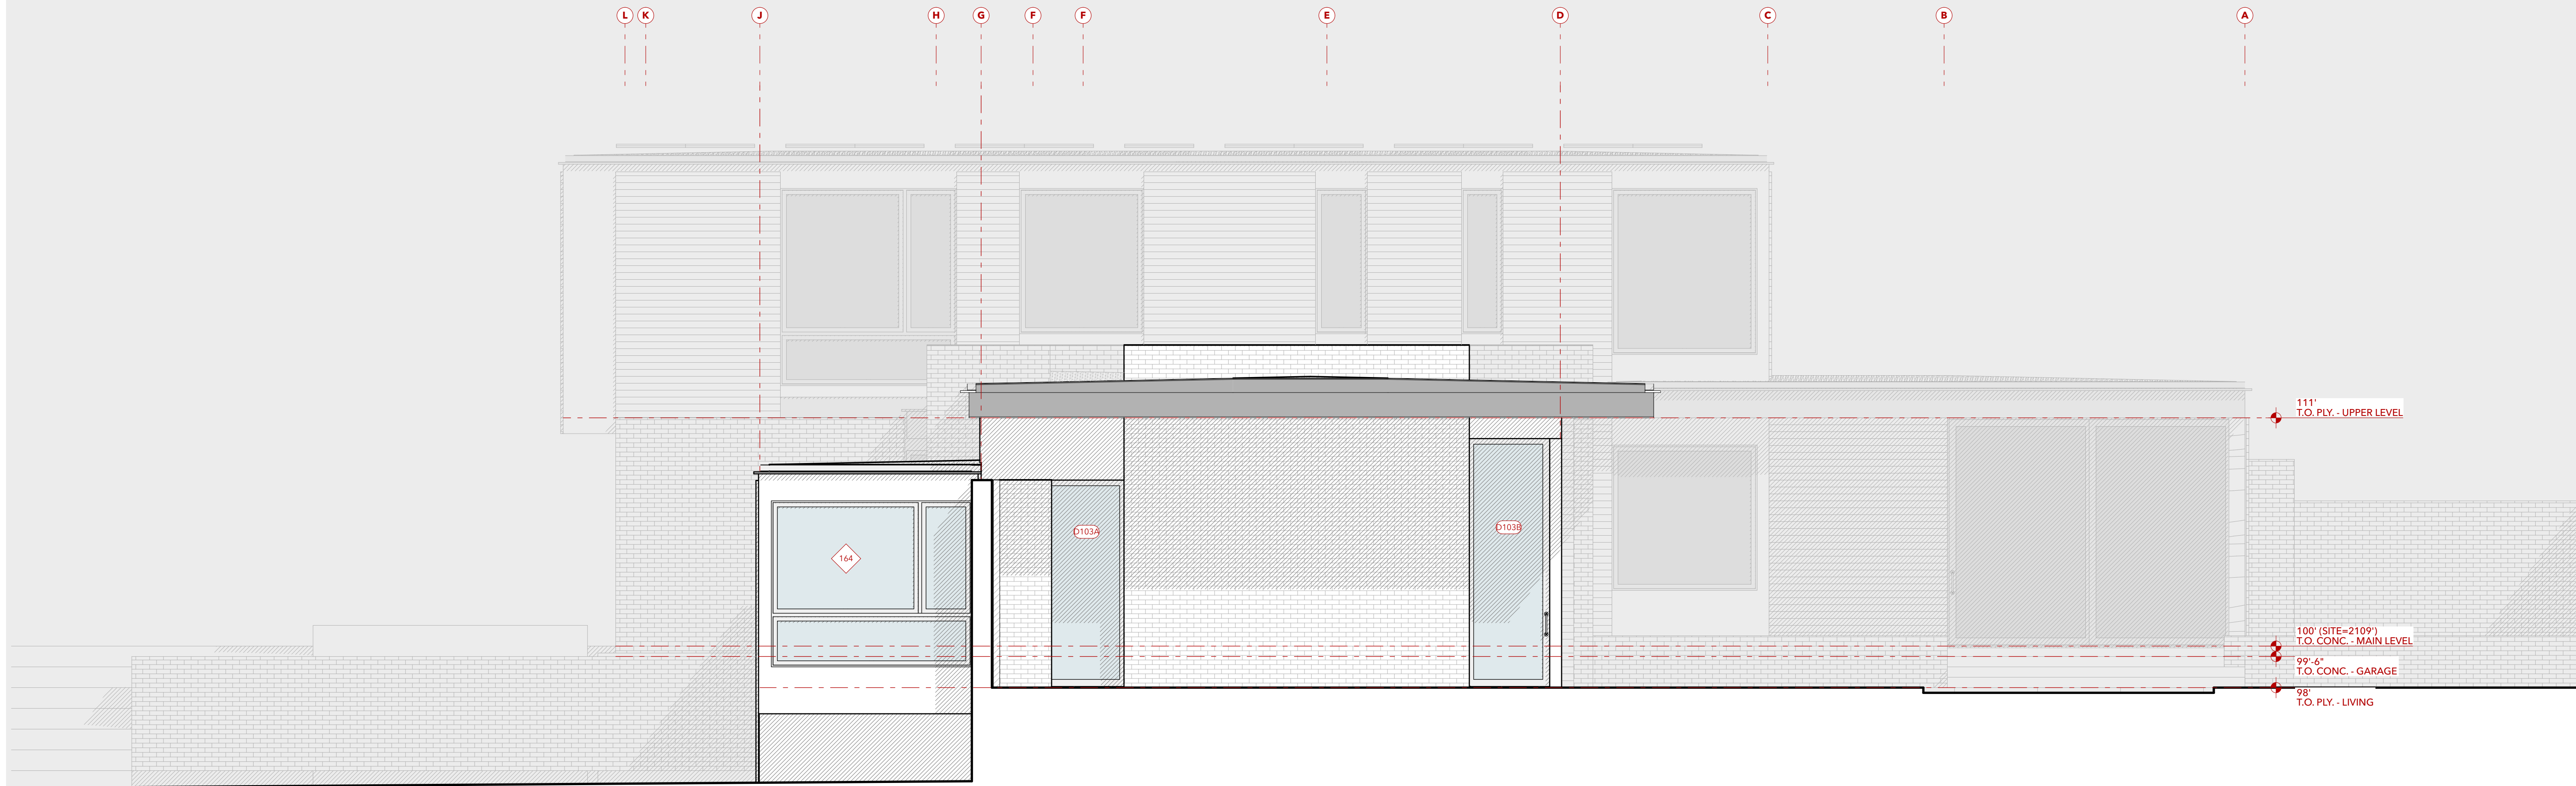 L K J H G F F E D C B A
111'
T.O. PLY. - UPPER LEVEL
D103A
D103B
164
100' (SITE=2109')
T.O. CONC. - MAIN LEVEL
99'-6"
T.O. CONC. - GARAGE
98'
T.O. PLY. - LIVING